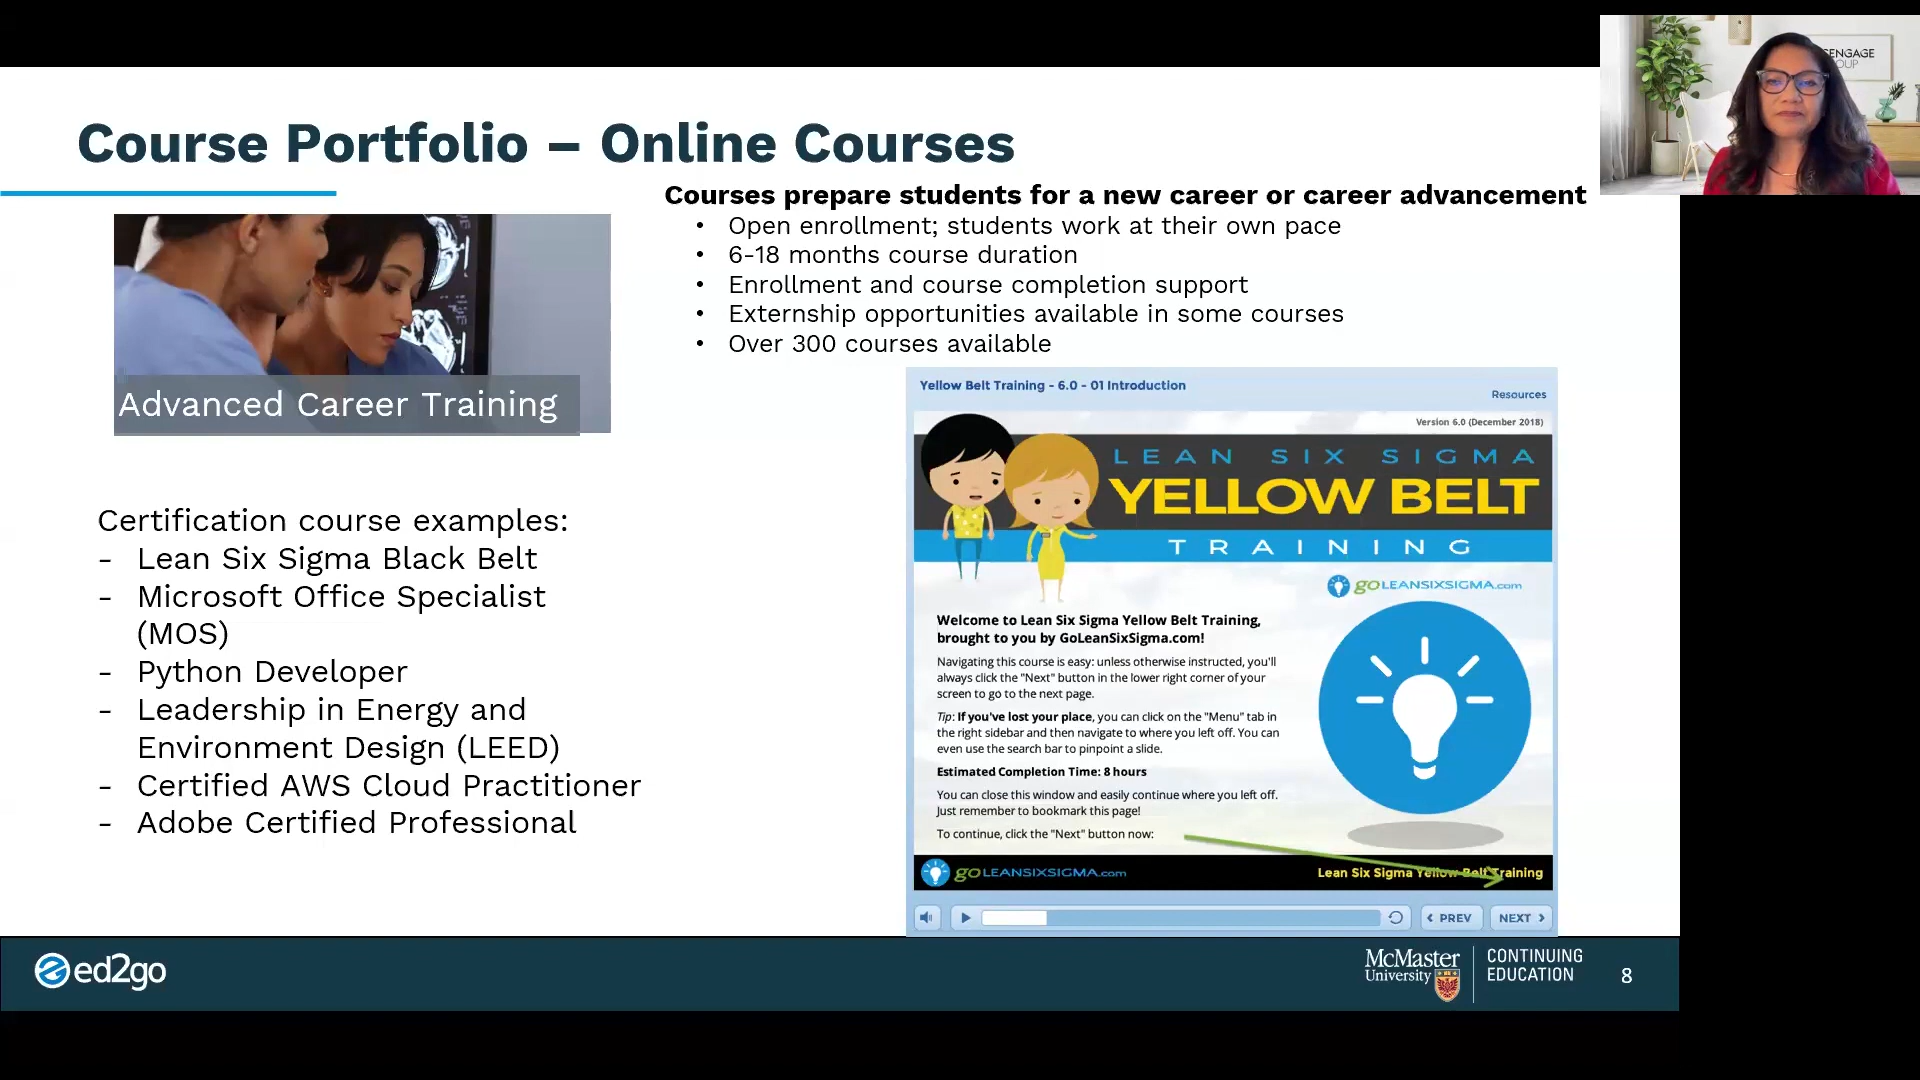 ENGAGE
OUP
Course Portfolio – Online Courses
Courses prepare students for a new career or career advancement
• Open enrollment; students work at their own pace
• 6-18 months course duration
• Enrollment and course completion support
• Externship opportunities available in some courses
• Over 300 courses available
Advanced Career Training
Certification course examples:
- Lean Six Sigma Black Belt
- Microsoft Office Specialist
(MOS)
- Python Developer
- Leadership in Energy and
Environment Design (LEED)
- Certified AWS Cloud Practitioner
- Adobe Certified Professional
Yellow Belt Training - 6.0 - 01 Introduction
Resources
Version 6.0 (December 2018)
LEAN SIX SIGMA
YELLOW BELT
TRAINING
goLEANSIXSIGMA.com
Welcome to Lean Six Sigma Yellow Belt Training,
brought to you by GoLeanSixSigma.com!
Navigating this course is easy: unless otherwise instructed, you'll
always click the "Next" button in the lower right corner of your
screen to go to the next page.
Tip: If you've lost your place, you can click on the "Menu" tab in
the right sidebar and then navigate to where you left off. You can
even use the search bar to pinpoint a slide.
Estimated Completion Time: 8 hours
You can close this window and easily continue where you left off.
Just remember to bookmark this page!
To continue, click the "Next" button now:
goLEANSIXSIGMA.com
Lean Six Sigma Yellow Belt Training
PREV
NEXT
ed2go
McMaster
University
CONTINUING
EDUCATION
8